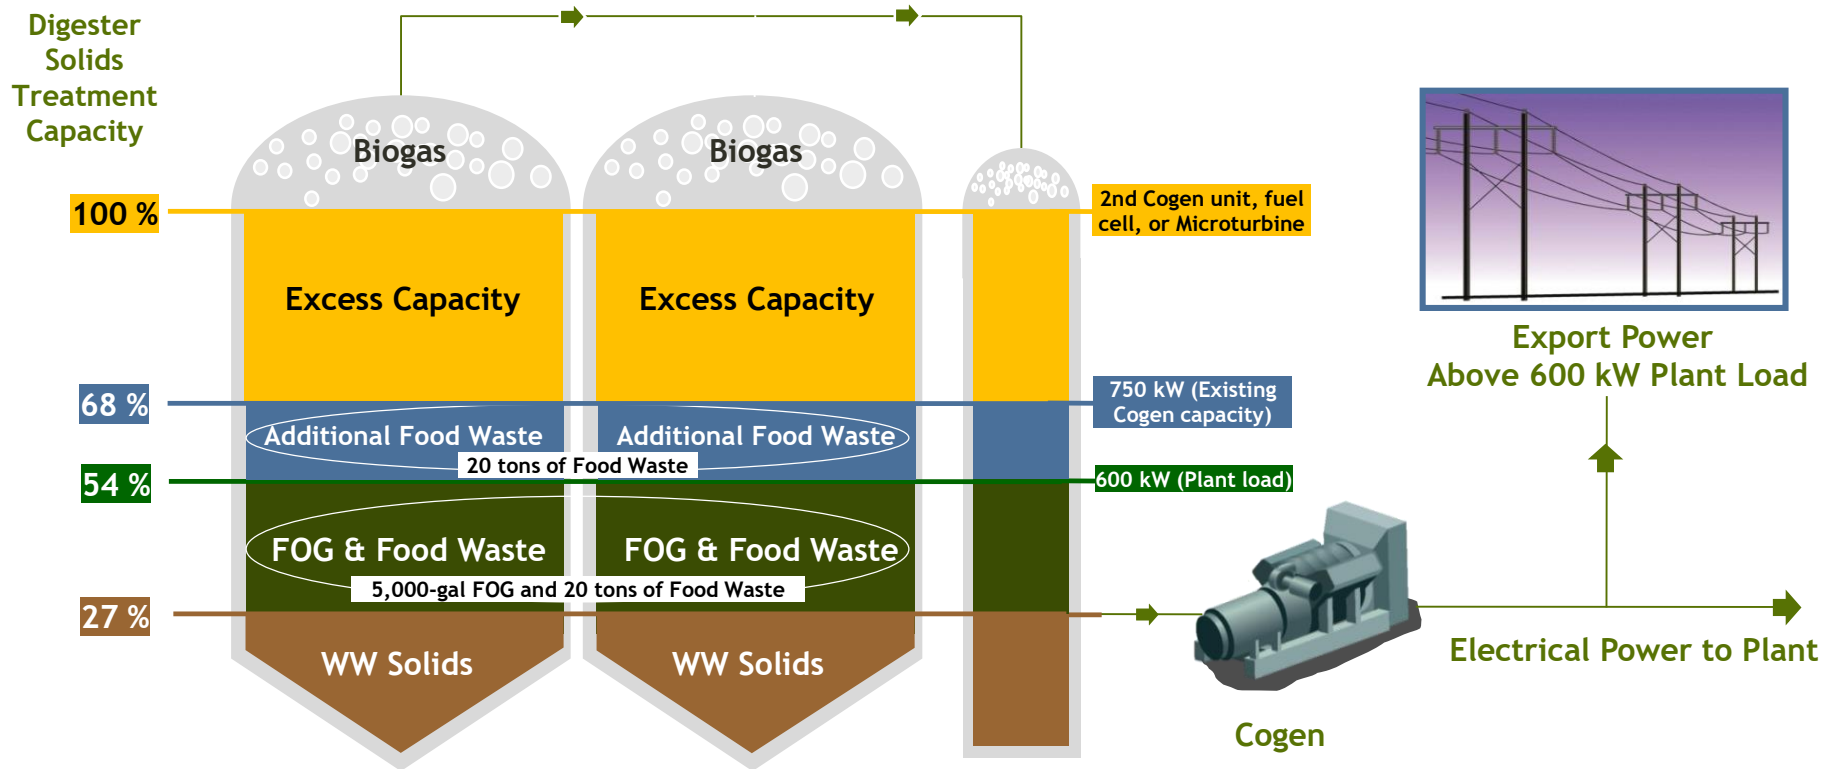 Digester
Solids
Treatment
Capacity
Biogas
Biogas
100 %
2nd Cogen unit, fuel
cell, or Microturbine
Excess Capacity
Excess Capacity
Export Power
Above 600 kW Plant Load
68 %
750 kW (Existing
Cogen capacity)
Additional Food Waste
Additional Food Waste
20 tons of Food Waste
54 %
600 kW (Plant load)
FOG & Food Waste
FOG & Food Waste
5,000-gal FOG and 20 tons of Food Waste
27 %
WW Solids
WW Solids
Electrical Power to Plant
Cogen